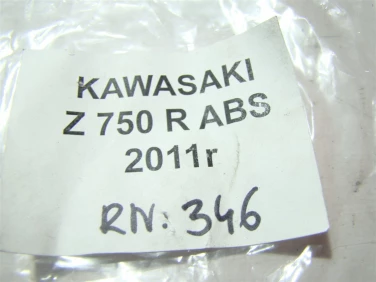 KAWASAKI
Z 750 R ABS
2011r
RN: 346